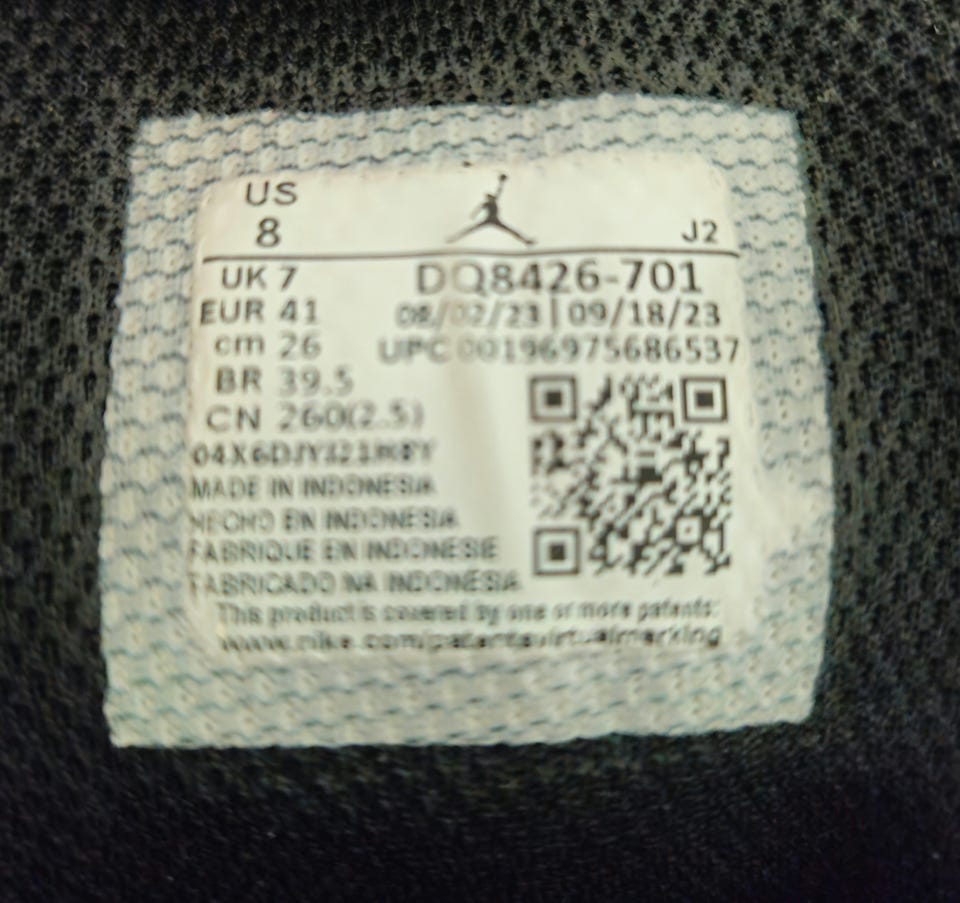 US
8
J2
UK 7
DQ8426-701
EUR 41
08/02/23 | 09/18/23
cm 26
UPC 00196975686537
BR 39.5
CN 260(2.5)
MADE IN INDONESIA
HECHO EN INDONESIA
FABRIQUE EN INDONESIE
FABRICADO NA INDONESIA
This product is covered by one or more patents:
www.nike.com/patentsvirtualmarking